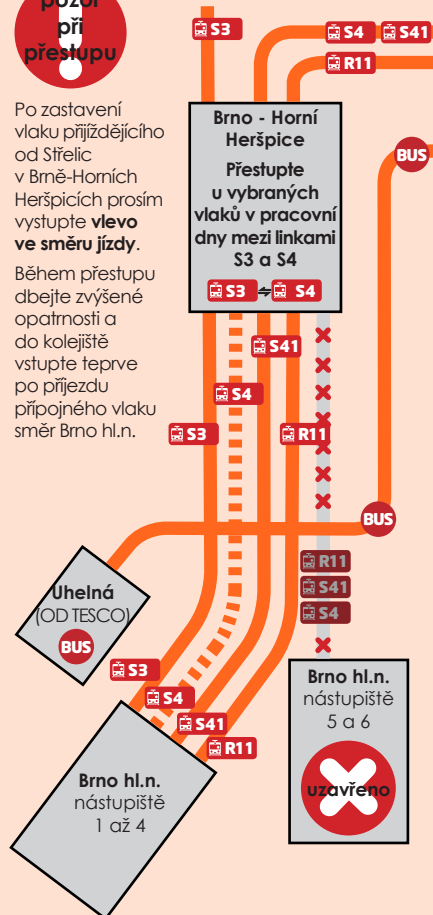 pozor
při
přestupu
Po zastavení
vlaku přijíždějícího
od Střelic
v Brně-Horních
Heršpicích prosím
vystupte vlevo
ve směru jízdy.
Během přestupu
dbejte zvýšené
opatrnosti a
do kolejiště
vstupte teprve
po příjezdu
přípojného vlaku
směr Brno hl.n.
S3
S4
S41
R11
BUS
Brno - Horní
Heršpice
Přestupte
u vybraných
vlaků v pracovní
dny mezi linkami
S3 a S4
S3
S4
S41
S4
S3
R11
BUS
R11
S41
S4
Uhelná
(OD TESCO)
BUS
S3
S4
S41
R11
Brno hl.n.
nástupiště
1 až 4
Brno hl.n.
nástupiště
5 a 6
uzavřeno